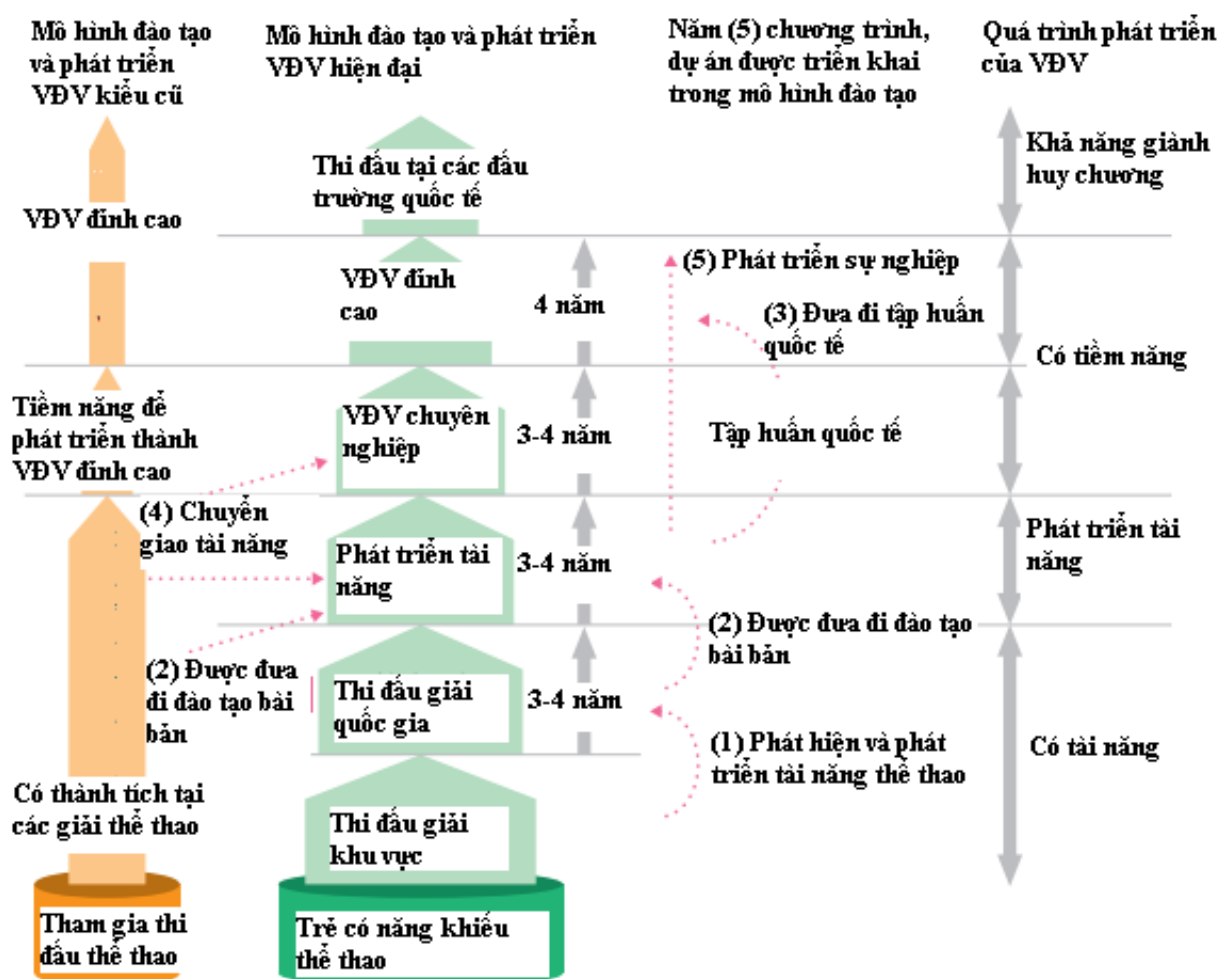 Mô hình đào tạo
và phát triển
VĐV kiểu cũ
Mô hình đào tạo và phát triển
VĐV hiện đại
Năm (5) chương trình,
dự án được triển khai
trong mô hình đào tạo
Quá trình phát triển
của VĐV
Thi đấu tại các đấu
trường quốc tế
Khả năng giành
huy chương
VĐV đỉnh cao
VĐV đỉnh
cao
4 năm
(5) Phát triển sự nghiệp
(3) Đưa đi tập huấn
quốc tế
Có tiềm năng
Tiềm năng để
phát triển thành
VĐV đỉnh cao
VĐV chuyên
nghiệp
3-4 năm
Tập huấn quốc tế
(4) Chuyển
giao tài năng
Phát triển tài
năng
3-4 năm
Phát triển tài
năng
(2) Được đưa
đi đào tạo bài
bản
Thi đấu giải
quốc gia
3-4 năm
(2) Được đưa đi đào tạo
bài bản
(1) Phát hiện và phát
triển tài năng thể thao
Có tài năng
Có thành tích tại
các giải thể thao
Thi đấu giải
khu vực
Tham gia thi
đấu thể thao
Trẻ có năng khiếu
thể thao